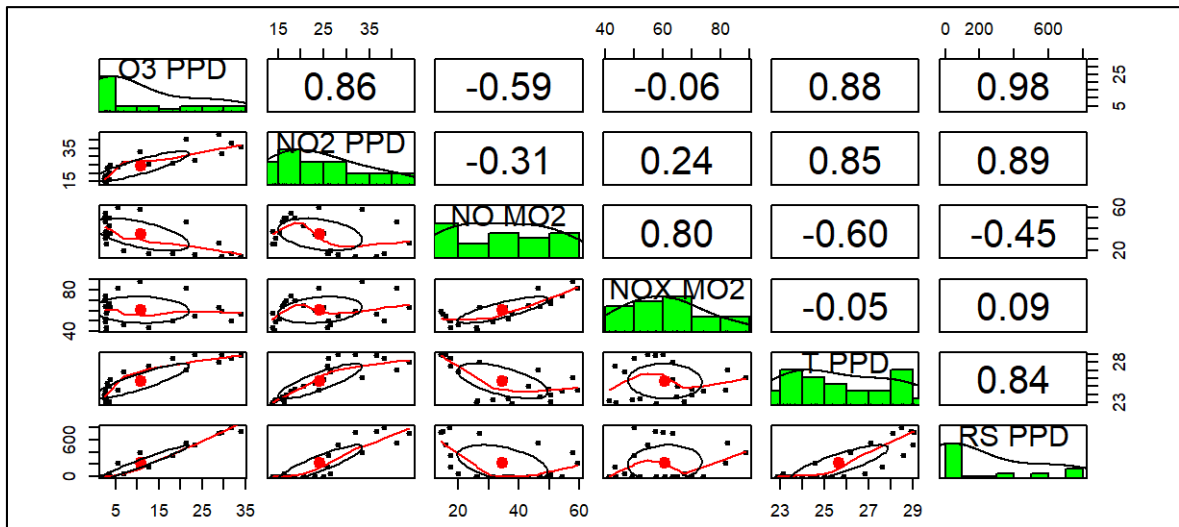 15 25 35 40 60 80 0 200 600
O3 PPD 0.86 -0.59 -0.06 0.88 0.98 5 15 35
15 35 NO2 PPD -0.31 0.24 0.85 0.89
NO MO2 0.80 -0.60 -0.45 20 40 60
40 80 NOX MO2 -0.05 0.09
T PPD 0.84 23 28
0 600 RS PPD
5 15 25 35 20 40 60 23 25 27 29